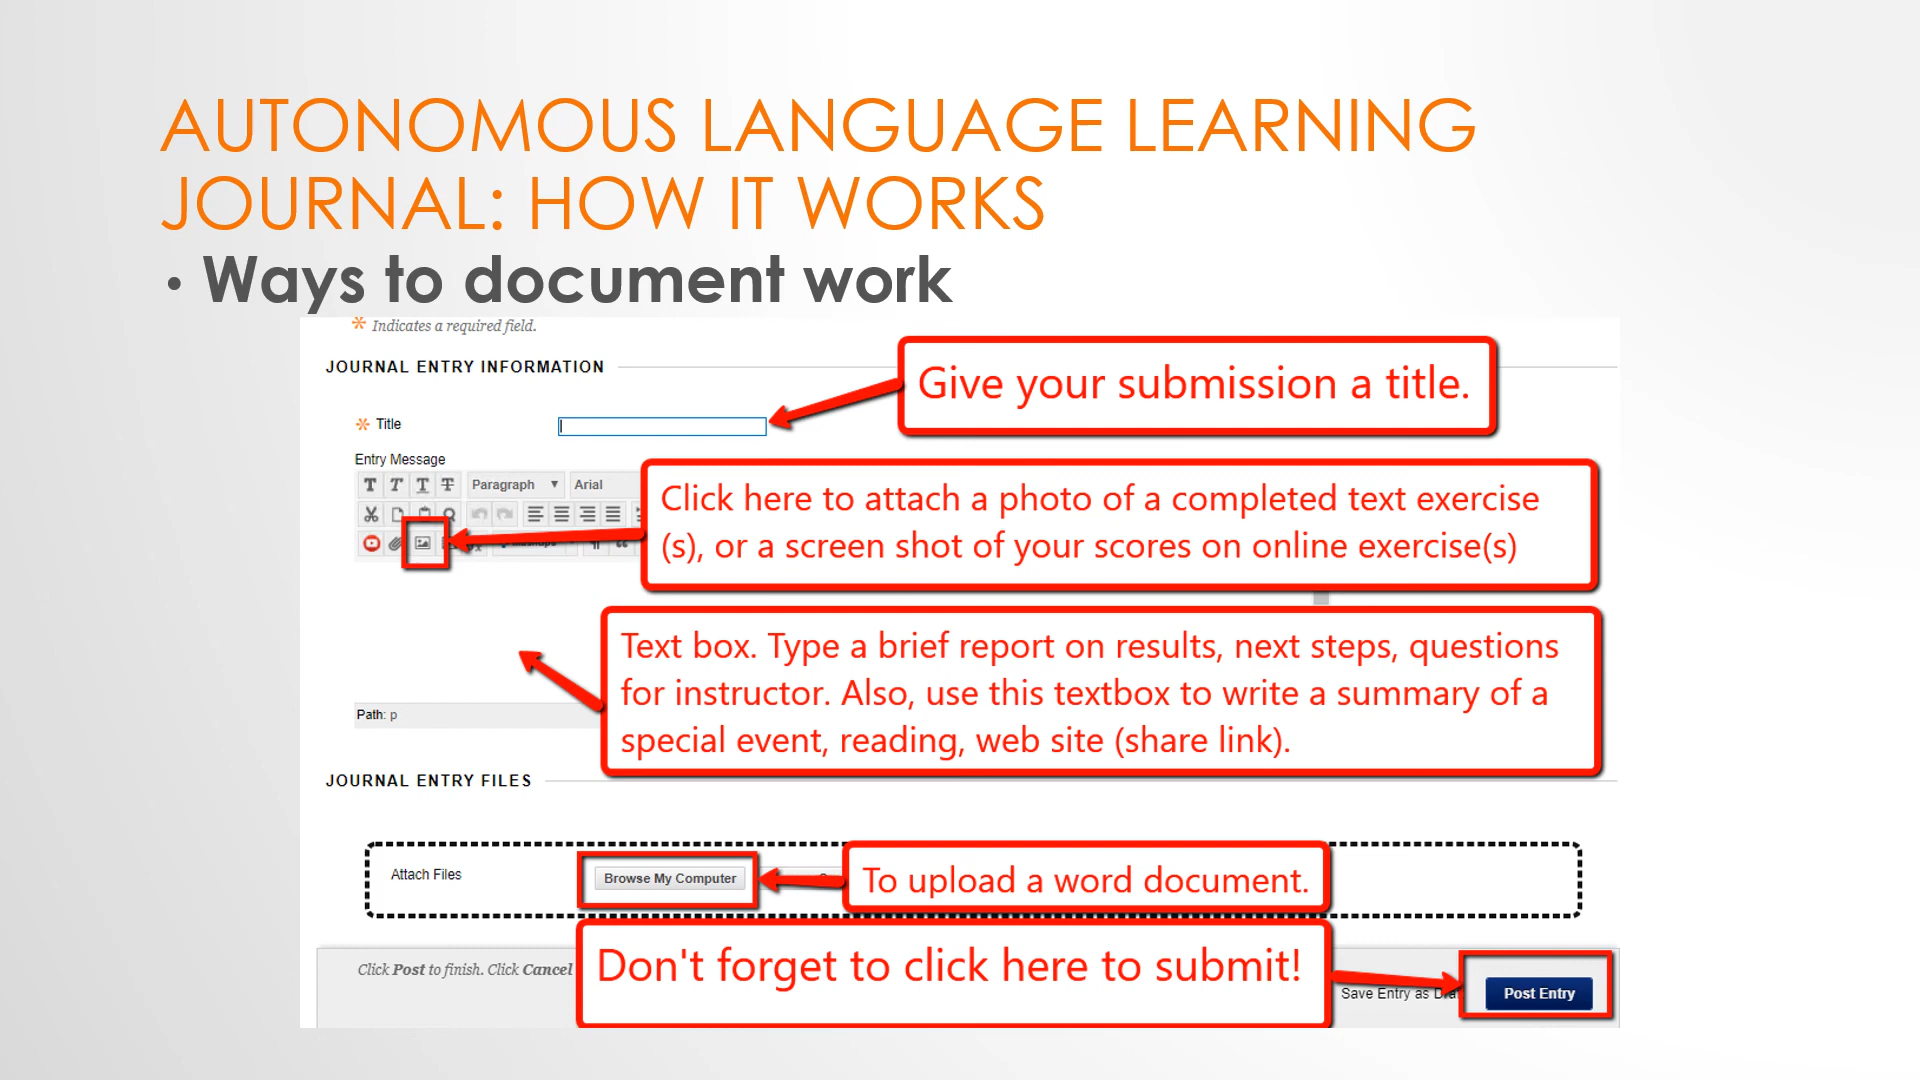 AUTONOMOUS LANGUAGE LEARNING
JOURNAL: HOW IT WORKS
• Ways to document work
* Indicates a required field.
JOURNAL ENTRY INFORMATION
Give your submission a title.
* Title
Entry Message
Paragraph Arial
Click here to attach a photo of a completed text exercise
(s), or a screen shot of your scores on online exercise(s)
Text box. Type a brief report on results, next steps, questions
for instructor. Also, use this textbox to write a summary of a
special event, reading, web site (share link).
Path: p
JOURNAL ENTRY FILES
Attach Files
Browse My Computer
To upload a word document.
Don't forget to click here to submit!
Click Post to finish. Click Cancel
Save Entry as
Post Entry